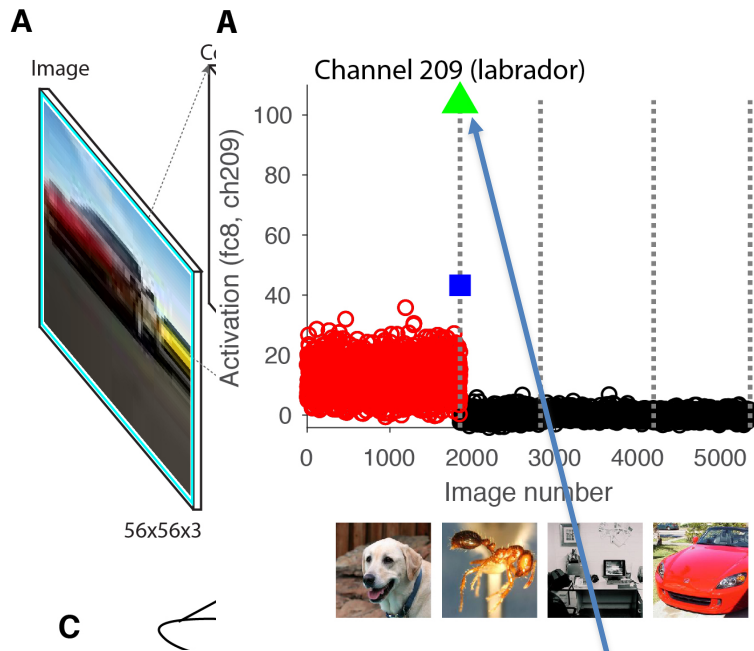 A
Image
56x56x3
C
A
Channel 209 (labrador)
Activation (fc8, ch209)
100
80
60
40
20
0
0 1000 2000 3000 4000 5000
Image number